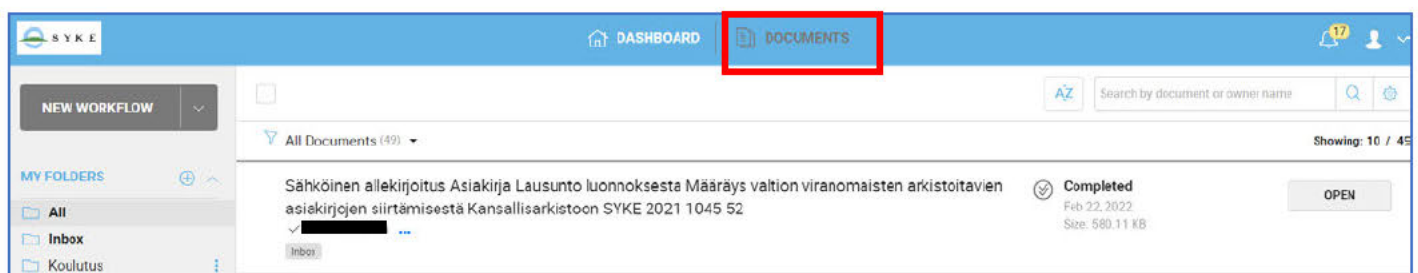 SYKE
DASHBOARD
DOCUMENTS
17
NEW WORKFLOW
AZ
Search by document or owner name
All Documents (49)
Showing: 10 / 49
MY FOLDERS
All
Inbox
Koulutus
Sähköinen allekirjoitus Asiakirja Lausunto luonnoksesta Määräys valtion viranomaisten arkistoitavien
asiakirjojen siirtämisestä Kansallisarkistoon SYKE 2021 1045 52
...
Inbox
Completed
Feb 22, 2022
Size: 580.11 KB
OPEN